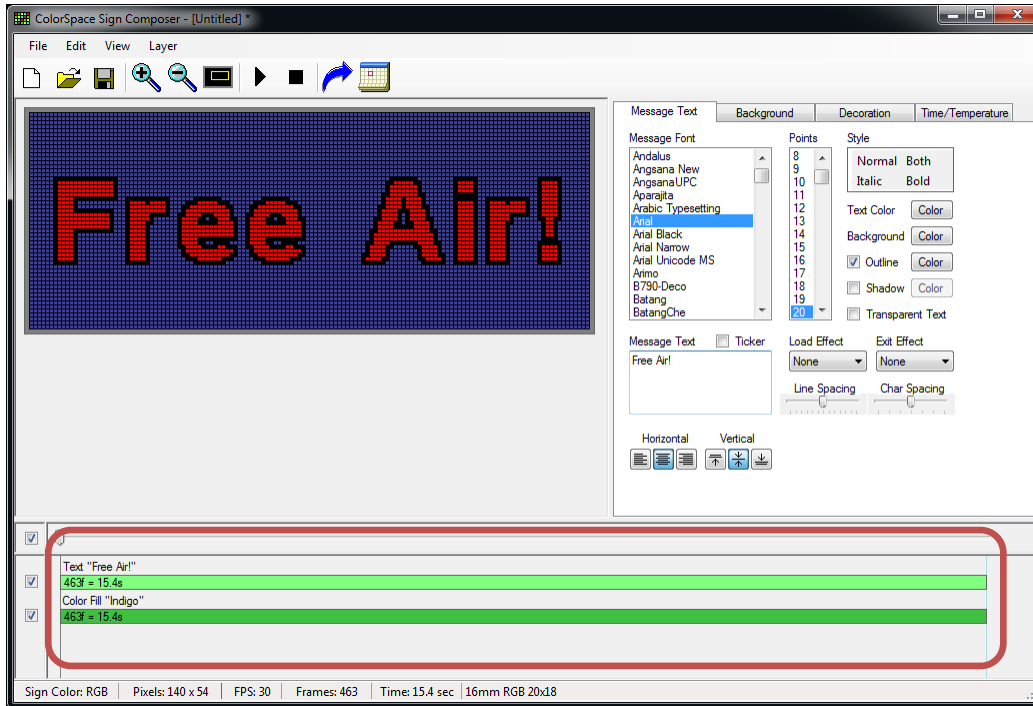 ColorSpace Sign Composer - [Untitled] *
File Edit View Layer
Free Air!
Message Text Background Decoration Time/Temperature
Message Font Points Style
Andalus
Angsana New
AngsanaUPC
Aparajita
Arabic Typesetting
Arial
Arial Black
Arial Narrow
Arial Unicode MS
Arimo
B790-Deco
Batang
BatangChe
8
9
10
11
12
13
14
15
16
17
18
19
20
Normal Both
Italic Bold
Text Color Color
Background Color
Outline Color
Shadow Color
Transparent Text
Message Text Ticker Load Effect Exit Effect
Free Air! None None
Line Spacing Char Spacing
Horizontal Vertical
Text "Free Air!"
463f = 15.4s
Color Fill "Indigo"
463f = 15.4s
Sign Color: RGB Pixels: 140 x 54 FPS: 30 Frames: 463 Time: 15.4 sec 16mm RGB 20x18